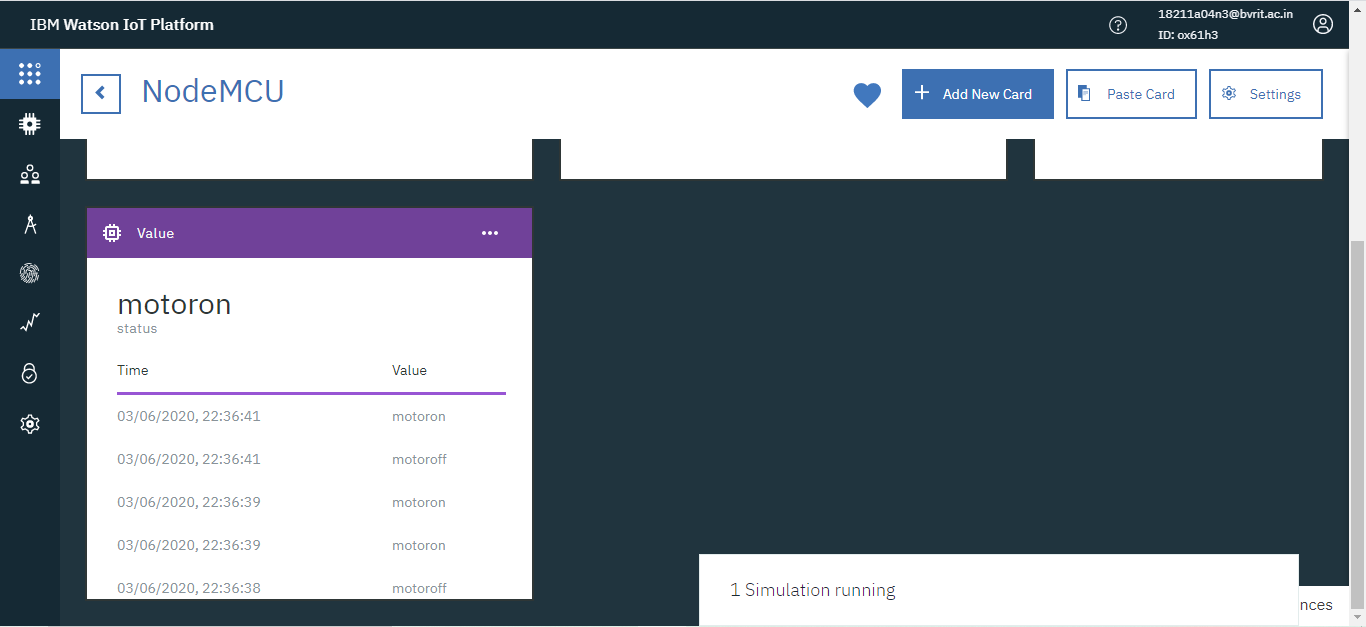 IBM Watson IoT Platform
18211a04n3@bvrit.ac.in
ID: ox61h3
NodeMCU
Add New Card
Paste Card
Settings
Value
motoron
status
Time Value
03/06/2020, 22:36:41 motoron
03/06/2020, 22:36:41 motoroff
03/06/2020, 22:36:39 motoron
03/06/2020, 22:36:39 motoron
03/06/2020, 22:36:38 motoroff
1 Simulation running
nces